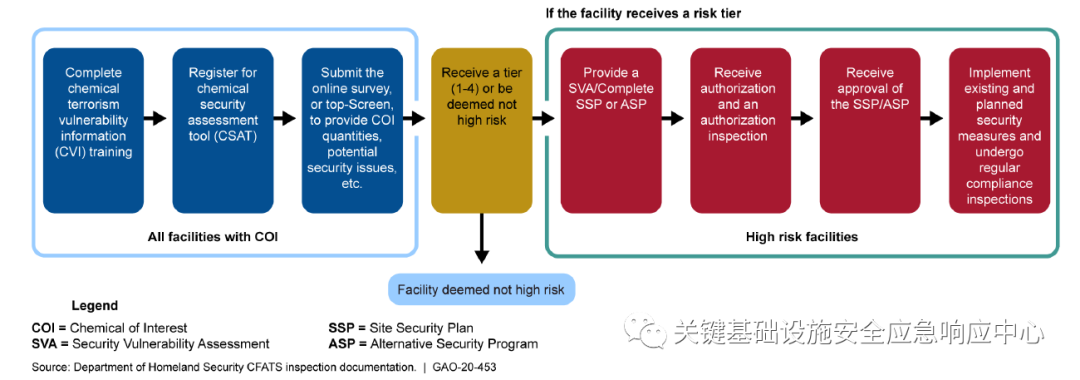 If the facility receives a risk tier
Complete
chemical
terrorism
vulnerability
information
(CVI) training
Register for
chemical
security
assessment
tool (CSAT)
Submit the
online survey,
or top-Screen,
to provide COI
quantities,
potential
security issues,
etc.
Receive a tier
(1-4) or be
deemed not
high risk
Provide a
SVA/Complete
SSP or ASP
Receive
authorization
and an
authorization
inspection
Receive
approval of
the SSP/ASP
Implement
existing and
planned
security
measures and
undergo
regular
compliance
inspections
All facilities with COI
High risk facilities
Facility deemed not high risk
Legend
COI = Chemical of Interest
SVA = Security Vulnerability Assessment
SSP = Site Security Plan
ASP = Alternative Security Program
Source: Department of Homeland Security CFATS inspection documentation. | GAO-20-453
关键基础设施安全应急响应中心